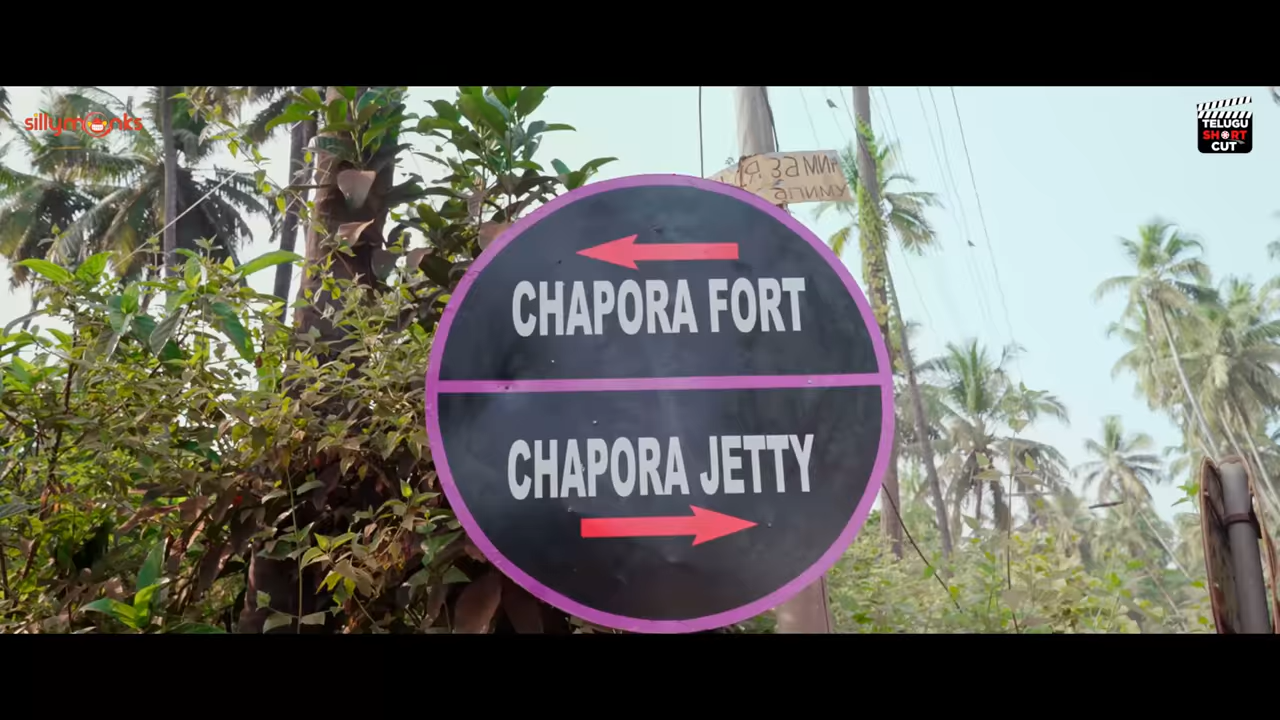 sillymonks
TELUGU
SHORT
CUT
CHAPORA FORT
CHAPORA JETTY